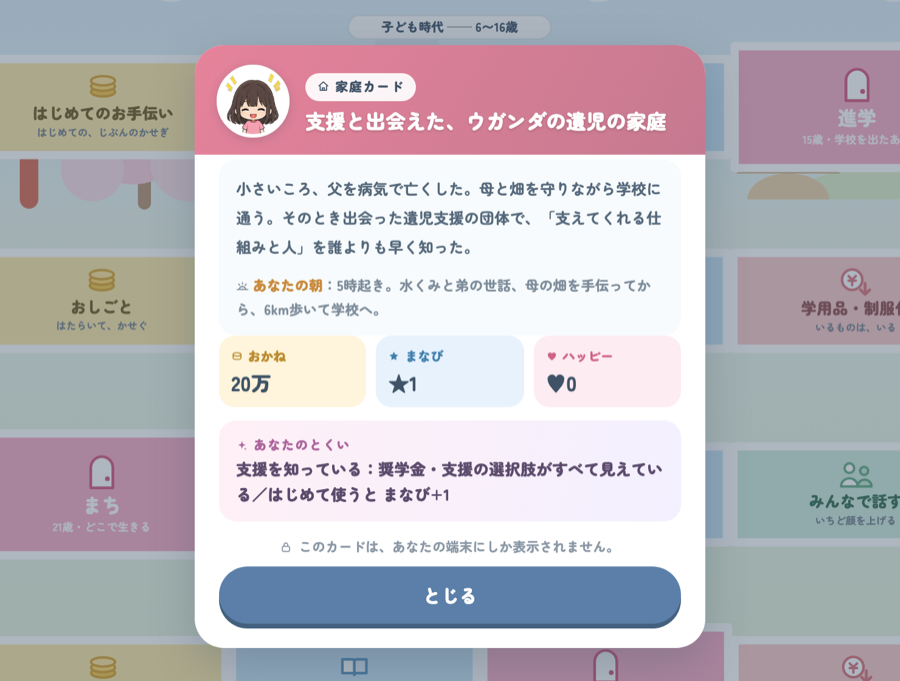 子ども時代 —— 6〜16歳
はじめてのお手伝い
はじめての、じぶんのかせぎ
進学
15歳・学校を出たあ
家庭カード
支援と出会えた、ウガンダの遺児の家庭
小さいころ、父を病気で亡くした。母と畑を守りながら学校に
通う。そのとき出会った遺児支援の団体で、「支えてくれる仕
組みと人」を誰よりも早く知った。
あなたの朝：5時起き。水くみと弟の世話、母の畑を手伝ってか
ら、6km歩いて学校へ。
おしごと
はたらいて、かせぐ
学用品・制服
いるものは、いる
おかね
20万
まなび
★1
ハッピー
♥0
あなたのとくい
支援を知っている：奨学金・支援の選択肢がすべて見えてい
る／はじめて使うと まなび+1
まち
21歳・どこで生きる
みんなで話す
いちど顔を上げる
このカードは、あなたの端末にしか表示されません。
とじる